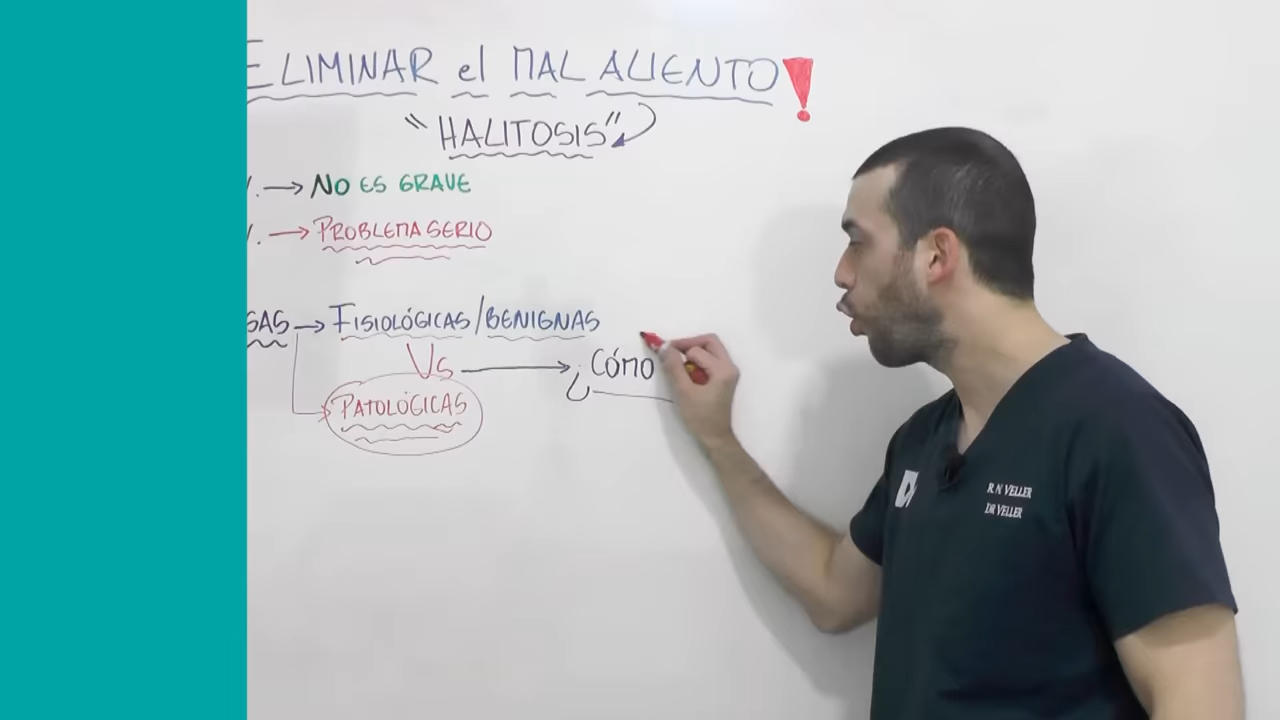 ELIMINAR el MAL ALIENTO!
"HALITOSIS"
→ NO ES GRAVE
→ PROBLEMA SERIO
SAS → FISIOLÓGICAS/BENIGNAS
VS → ¿CÓMO
PATOLÓGICAS
R. N VELLER
DR VELLER